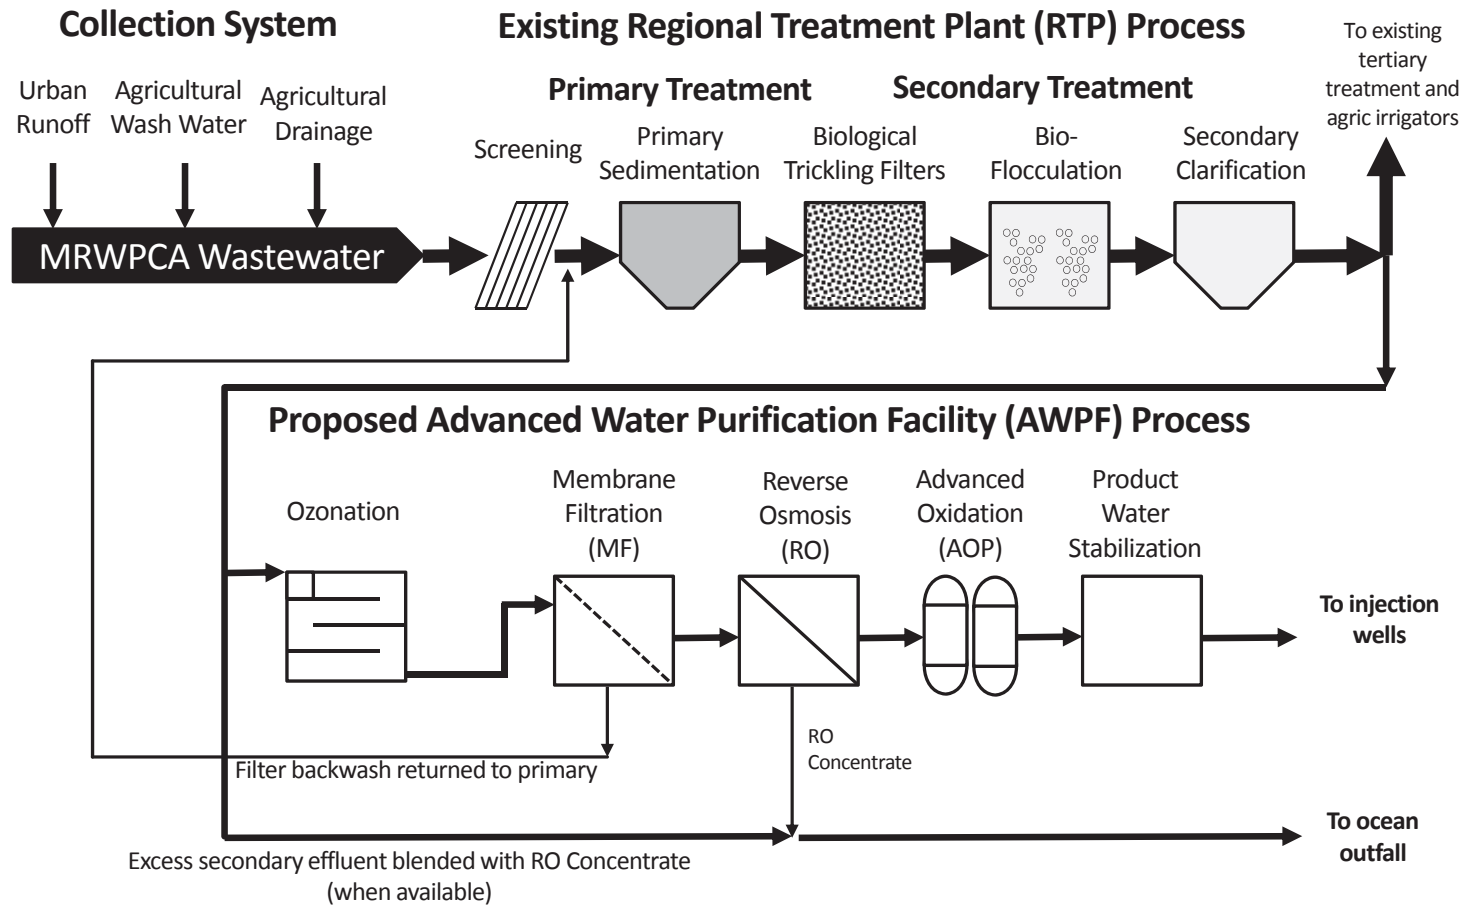 Collection System
Existing Regional Treatment Plant (RTP) Process
To existing
tertiary
treatment and
agric irrigators
Urban
Runoff
Agricultural
Wash Water
Agricultural
Drainage
Primary Treatment
Secondary Treatment
Screening
Primary
Sedimentation
Biological
Trickling Filters
Bio-
Flocculation
Secondary
Clarification
MRWPCA Wastewater
Proposed Advanced Water Purification Facility (AWPF) Process
Ozonation
Membrane
Filtration
(MF)
Reverse
Osmosis
(RO)
Advanced
Oxidation
(AOP)
Product
Water
Stabilization
To injection
wells
RO
Concentrate
Filter backwash returned to primary
To ocean
outfall
Excess secondary effluent blended with RO Concentrate
(when available)